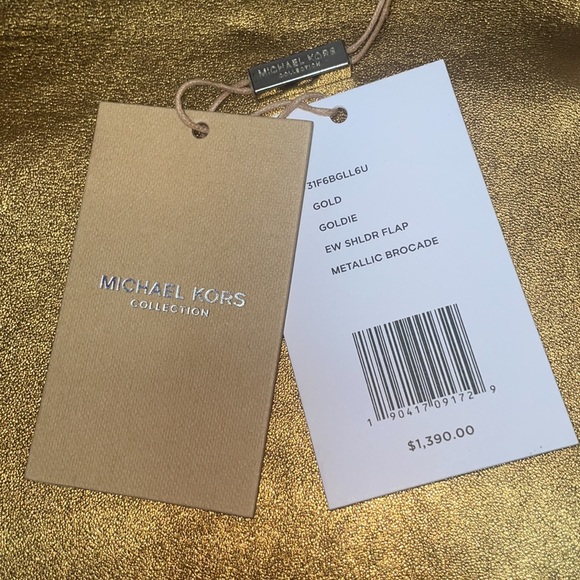 MICHAEL KORS
COLLECTION
MICHAEL KORS
COLLECTION
31F6BGLL6U
GOLD
GOLDIE
EW SHLDR FLAP
METALLIC BROCADE
1 90417 09172 9
$1,390.00